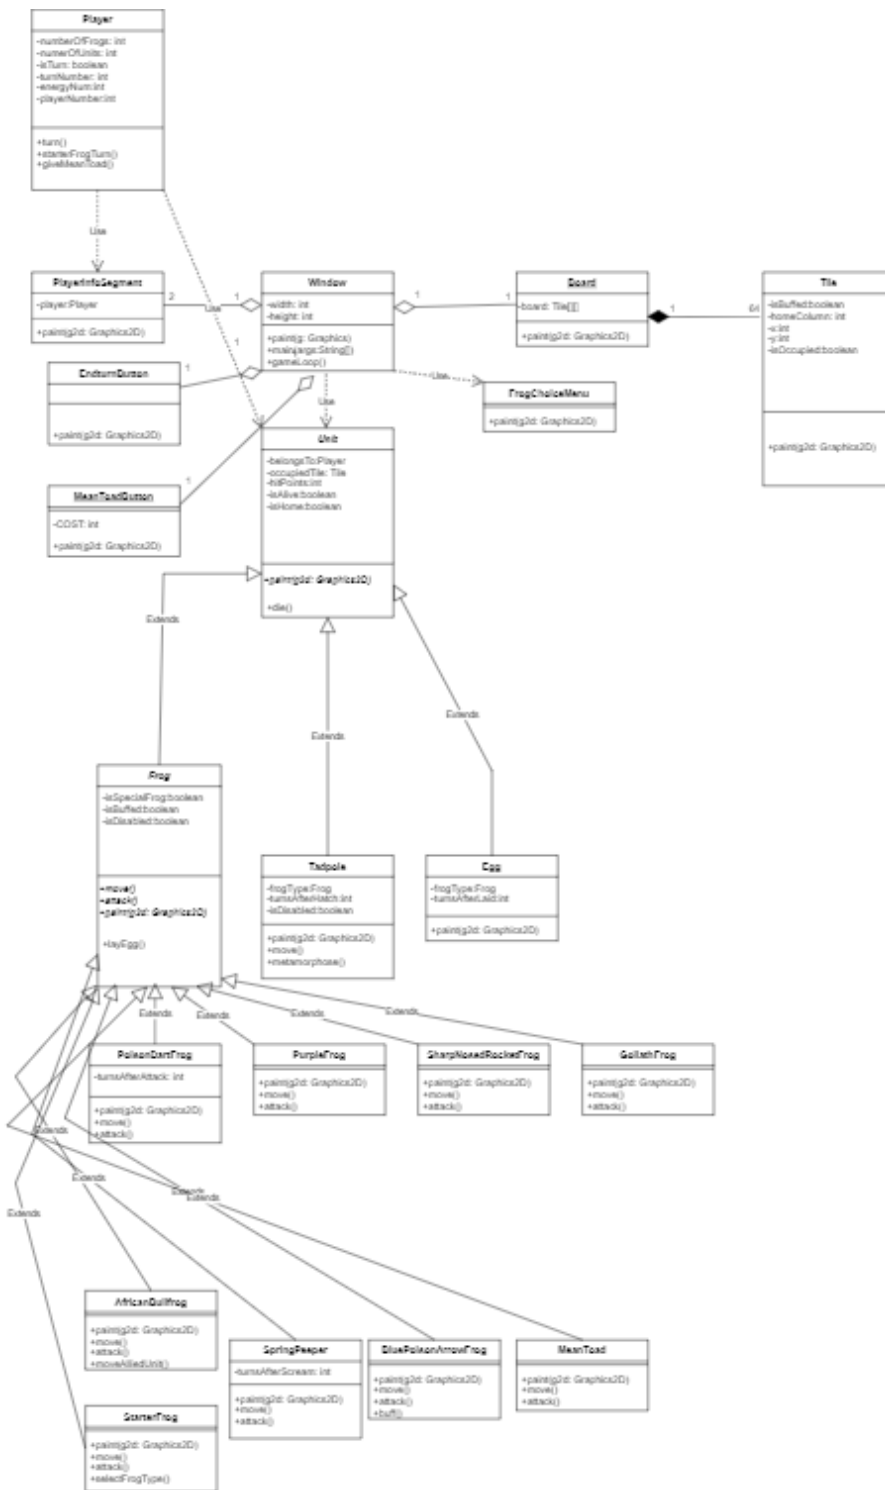 Player
-numberOfFrogs: int
-numerOfUnits: int
-isTurn: boolean
-turnNumber: int
-energyNum:int
-playerNumber:int
+turn()
+starterFrogTurn()
+giveMeanToad()
Use
PlayerInfoSegment
-player:Player
+paint(g2d: Graphics2D)
2
1
Use
Window
-width: int
-height: int
+paint(g: Graphics)
+main(args:String[])
+gameLoop()
1
1
Board
-board: Tile[][]
+paint(g2d: Graphics2D)
1
64
Tile
-isBuffed:boolean
-homeColumn: int
-x:int
-y:int
-isOccupied:boolean
+paint(g2d: Graphics2D)
EndturnButton
+paint(g2d: Graphics2D)
1
1
Use
Use
FrogChoiceMenu
+paint(g2d: Graphics2D)
MeanToadButton
-COST: int
+paint(g2d: Graphics2D)
1
Unit
-belongsTo:Player
-occupiedTile: Tile
-hitPoints:int
-isAlive:boolean
-isHome:boolean
+paint(g2d: Graphics2D)
+die()
Extends
Extends
Extends
Frog
-isSpecialFrog:boolean
-isBuffed:boolean
-isDisabled:boolean
+move()
+attack()
+paint(g2d: Graphics2D)
+layEgg()
Tadpole
-frogType:Frog
-turnsAfterHatch:int
-isDisabled:boolean
+paint(g2d: Graphics2D)
+move()
+metamorphose()
Egg
-frogType:Frog
-turnsAfterLaid:int
+paint(g2d: Graphics2D)
Extends
Extends
Extends
Extends
PoisonDartFrog
-turnsAfterAttack: int
+paint(g2d: Graphics2D)
+move()
+attack()
PurpleFrog
+paint(g2d: Graphics2D)
+move()
+attack()
SharpNosedRocketFrog
+paint(g2d: Graphics2D)
+move()
+attack()
GoliathFrog
+paint(g2d: Graphics2D)
+move()
+attack()
Extends
Extends
Extends
Extends
Extends
AfricanBullfrog
+paint(g2d: Graphics2D)
+move()
+attack()
+moveAlliedUnit()
SpringPeeper
-turnsAfterScream: int
+paint(g2d: Graphics2D)
+move()
+attack()
BluePoisonArrowFrog
+paint(g2d: Graphics2D)
+move()
+attack()
+buff()
MeanToad
+paint(g2d: Graphics2D)
+move()
+attack()
StarterFrog
+paint(g2d: Graphics2D)
+move()
+attack()
+selectFrogType()